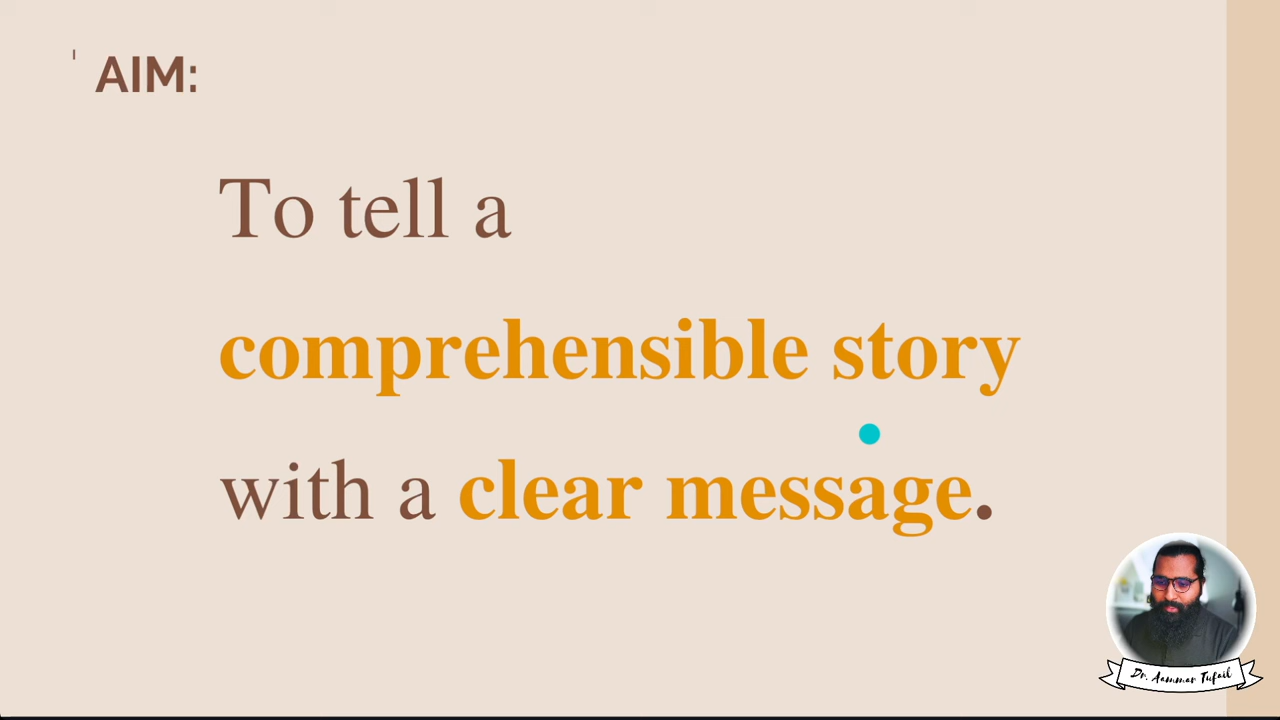 AIM:
To tell a
comprehensible story
with a clear message.
Dr. Aammar Tufail